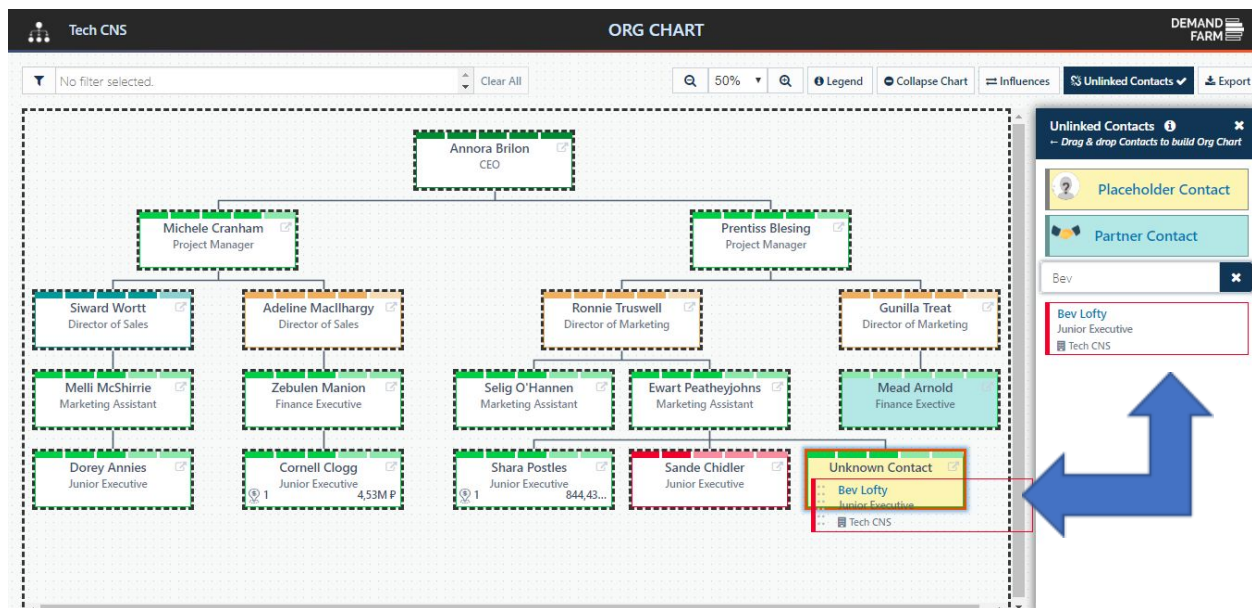 Tech CNS
ORG CHART
DEMAND
FARM
No filter selected.
Clear All
50%
Legend
Collapse Chart
Influences
Unlinked Contacts
Export
Unlinked Contacts
← Drag & drop Contacts to build Org Chart
Placeholder Contact
Partner Contact
Bev
Bev Lofty
Junior Executive
Tech CNS
Annora Brilon
CEO
Michele Cranham
Project Manager
Prentiss Blesing
Project Manager
Siward Wortt
Director of Sales
Adeline MacIlhargy
Director of Sales
Ronnie Truswell
Director of Marketing
Gunilla Treat
Director of Marketing
Melli McShirrie
Marketing Assistant
Zebulen Manion
Finance Executive
Selig O'Hannen
Marketing Assistant
Ewart Peatheyjohns
Marketing Assistant
Mead Arnold
Finance Exective
Dorey Annies
Junior Executive
Cornell Clogg
Junior Executive
1 4,53M ₽
Shara Postles
Junior Executive
1 844,43...
Sande Chidler
Junior Executive
Unknown Contact
Bev Lofty
Junior Executive
Tech CNS